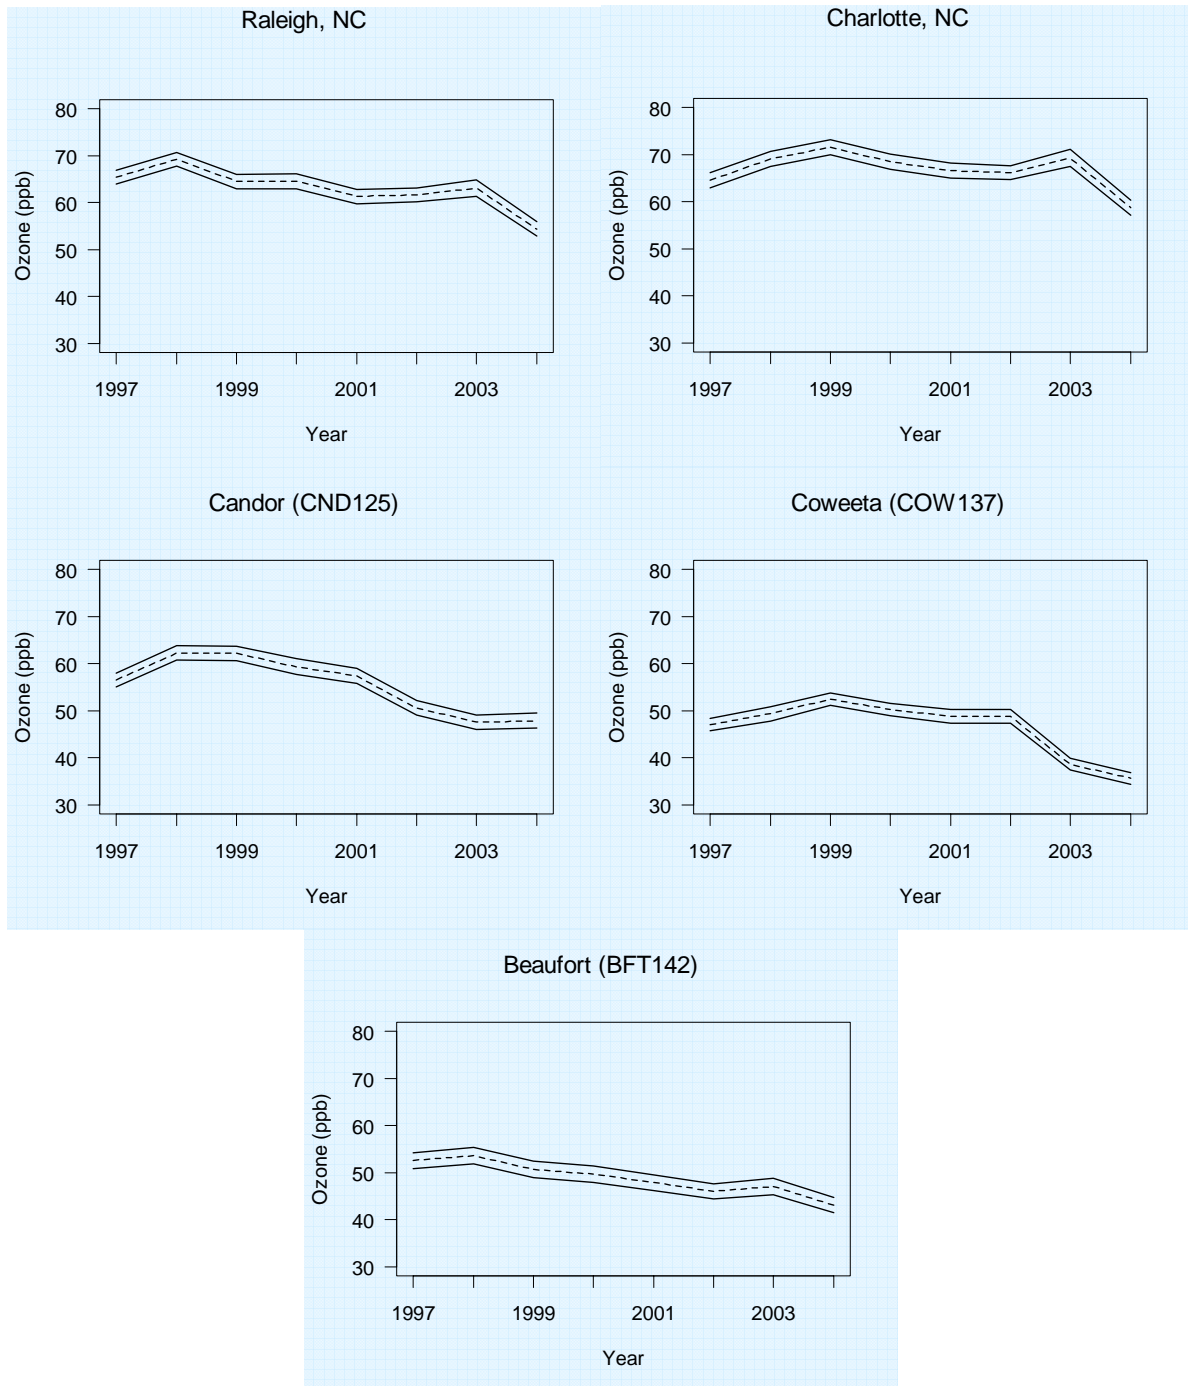 Raleigh, NC
Ozone (ppb)
80
70
60
50
40
30
1997 1999 2001 2003
Year
Charlotte, NC
Ozone (ppb)
80
70
60
50
40
30
1997 1999 2001 2003
Year
Candor (CND125)
Ozone (ppb)
80
70
60
50
40
30
1997 1999 2001 2003
Year
Coweeta (COW137)
Ozone (ppb)
80
70
60
50
40
30
1997 1999 2001 2003
Year
Beaufort (BFT142)
Ozone (ppb)
80
70
60
50
40
30
1997 1999 2001 2003
Year